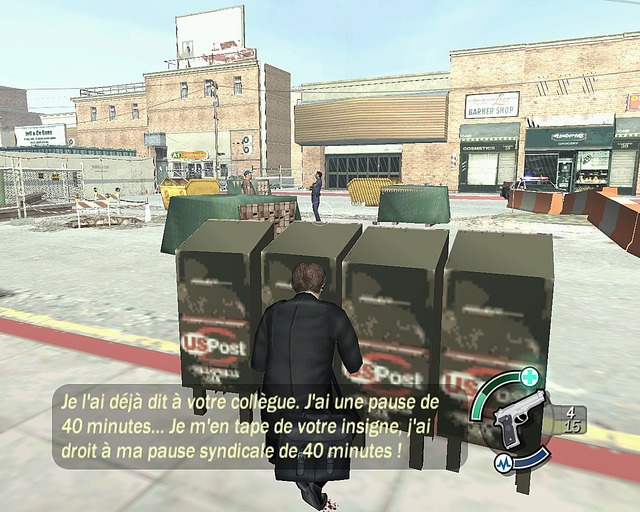 BARBER SHOP
COSMETICS
USPost
USPost
Je l'ai déjà dit à votre collègue. J'ai une pause de
40 minutes... Je m'en tape de votre insigne, j'ai
droit à ma pause syndicale de 40 minutes !
4
15